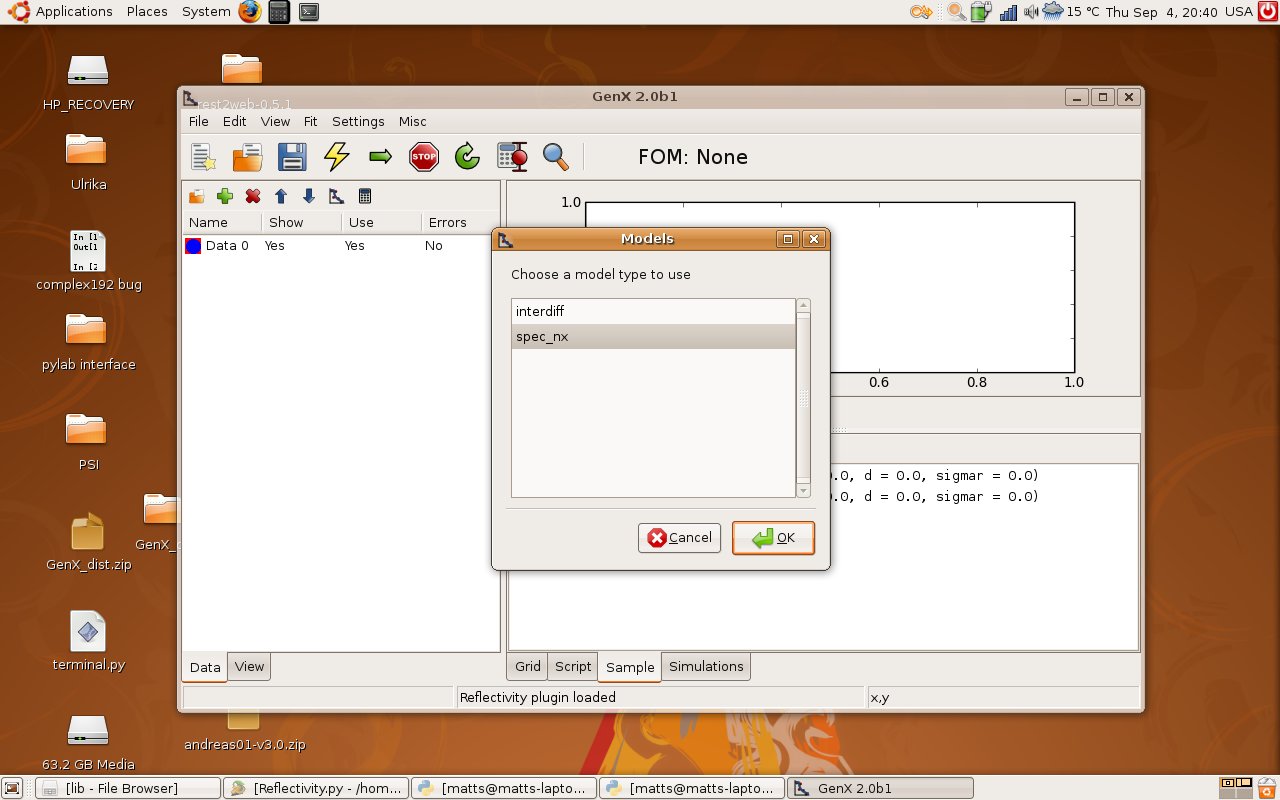 Applications Places System 15 °C Thu Sep 4, 20:40 USA
HP_RECOVERY
rest2web-0.5.1
Ulrika
In [1
Out[1
In [2
complex192 bug
pylab interface
PSI
GenX_
GenX_dist.zip
terminal.py
andreas01-v3.0.zip
63.2 GB Media
GenX 2.0b1
File Edit View Fit Settings Misc
STOP
FOM: None
Name Show Use Errors
Data 0 Yes Yes No
1.0
0.6 0.8 1.0
Models
Choose a model type to use
interdiff
spec_nx
Cancel OK
.0, d = 0.0, sigmar = 0.0)
.0, d = 0.0, sigmar = 0.0)
Data View
Grid Script Sample Simulations
Reflectivity plugin loaded x,y
[lib - File Browser] [Reflectivity.py - /hom... [matts@matts-lapto... [matts@matts-lapto... GenX 2.0b1